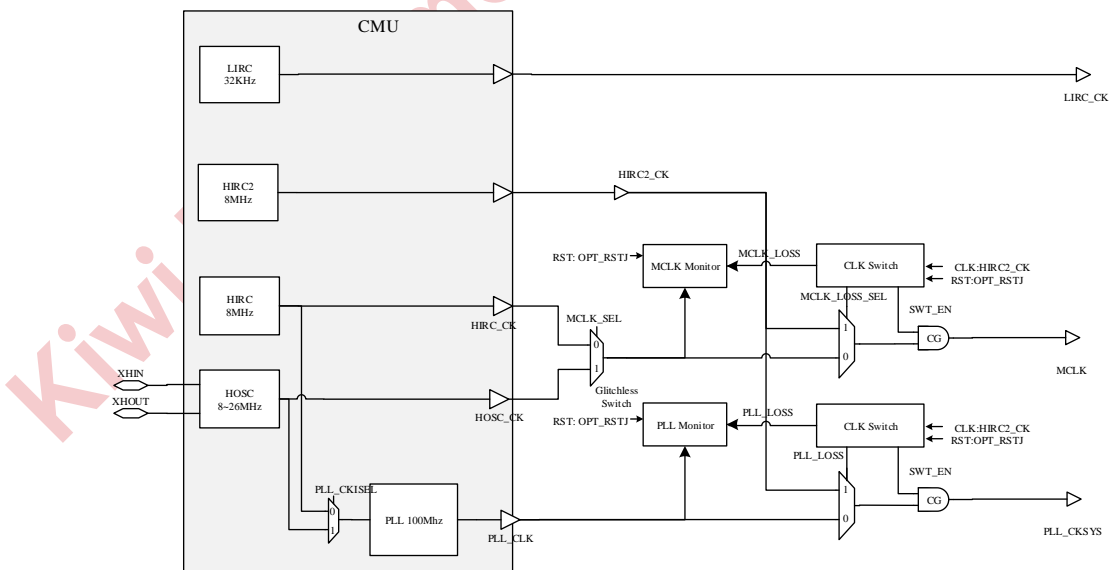 CMU
LIRC
32KHz
LIRC_CK
HIRC2
8MHz
HIRC2_CK
HIRC
8MHz
HIRC_CK
MCLK_SEL
0
1
Glitchless
Switch
RST: OPT_RSTJ
MCLK Monitor
MCLK_LOSS
CLK Switch
CLK:HIRC2_CK
RST:OPT_RSTJ
MCLK_LOSS_SEL
SWT_EN
1
0
CG
MCLK
XHIN
XHOUT
HOSC
8~26MHz
HOSC_CK
RST: OPT_RSTJ
PLL Monitor
PLL_LOSS
CLK Switch
CLK:HIRC2_CK
RST:OPT_RSTJ
PLL_LOSS
SWT_EN
1
0
CG
PLL_CKSYS
PLL_CKISEL
0
1
PLL 100Mhz
PLL_CLK
Kiwi